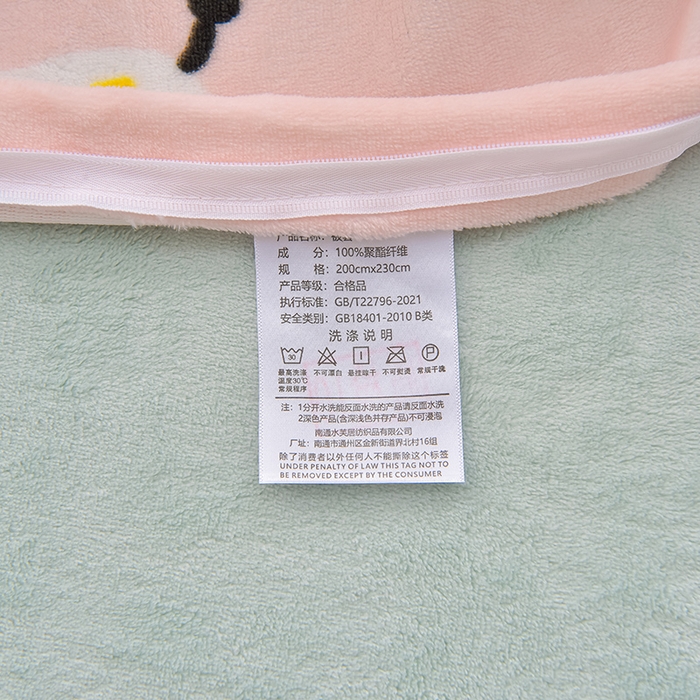 产品名称：被套
成　　分：100%聚酯纤维
规　　格：200cmx230cm
产品等级：合格品
执行标准：GB/T22796-2021
安全类别：GB18401-2010 B类
洗涤说明
30
最高洗涤温度30℃常规程序 不可漂白 悬挂晾干 不可熨烫 常规干洗
注：1分开水洗能反面水洗的产品请反面水洗
2深色产品(含深浅色并存产品)不可浸泡
南通水芙居纺织品有限公司
厂址：南通市通州区金新街道界北村16组
除了消费者以外任何人不能撕除这个标签
UNDER PENALTY OF LAW THIS TAG NOT TO
BE REMOVED EXCEPT BY THE CONSUMER